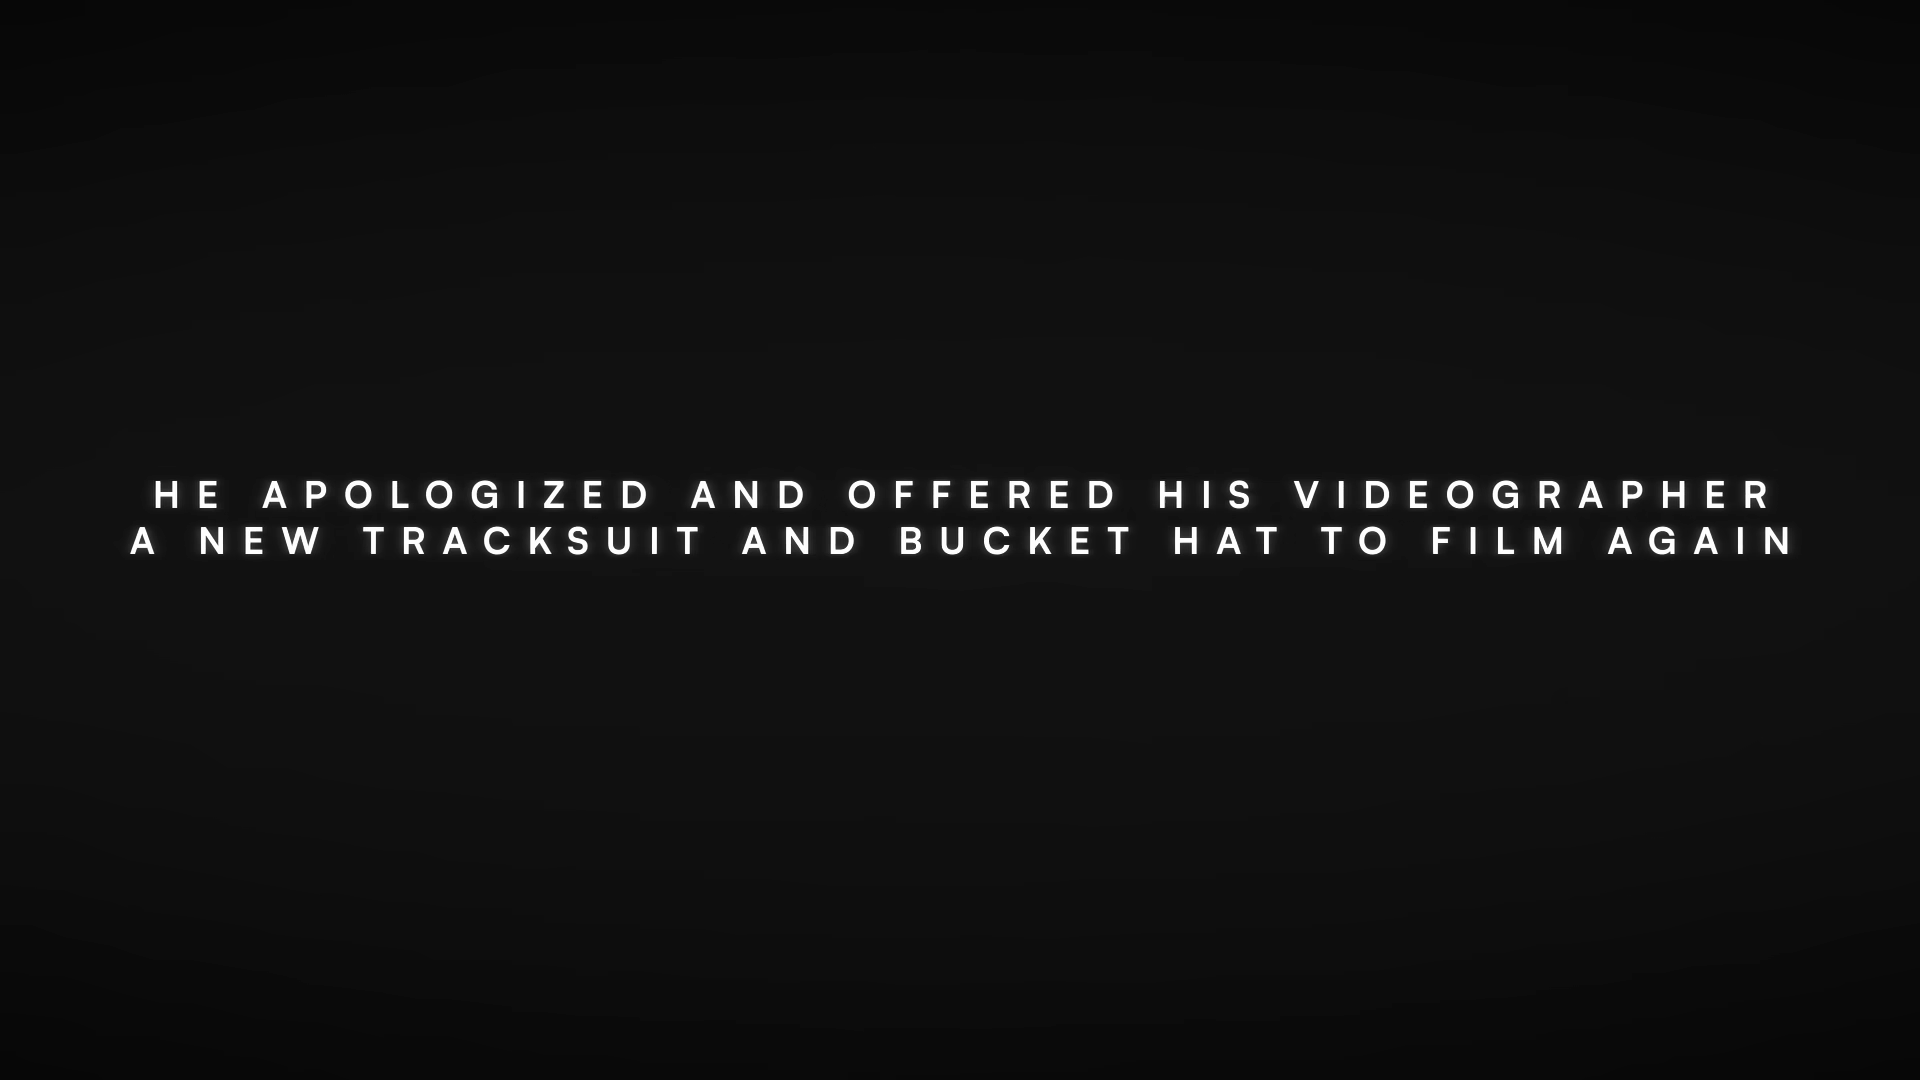 HE APOLOGIZED AND OFFERED HIS VIDEOGRAPHER
A NEW TRACKSUIT AND BUCKET HAT TO FILM AGAIN